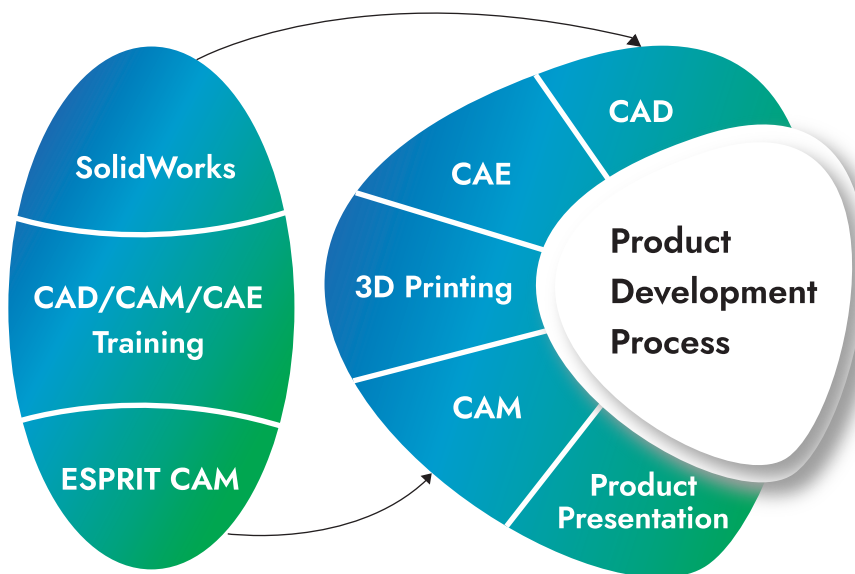 SolidWorks
CAD/CAM/CAE
Training
ESPRIT CAM
CAD
CAE
3D Printing
CAM
Product
Presentation
Product
Development
Process